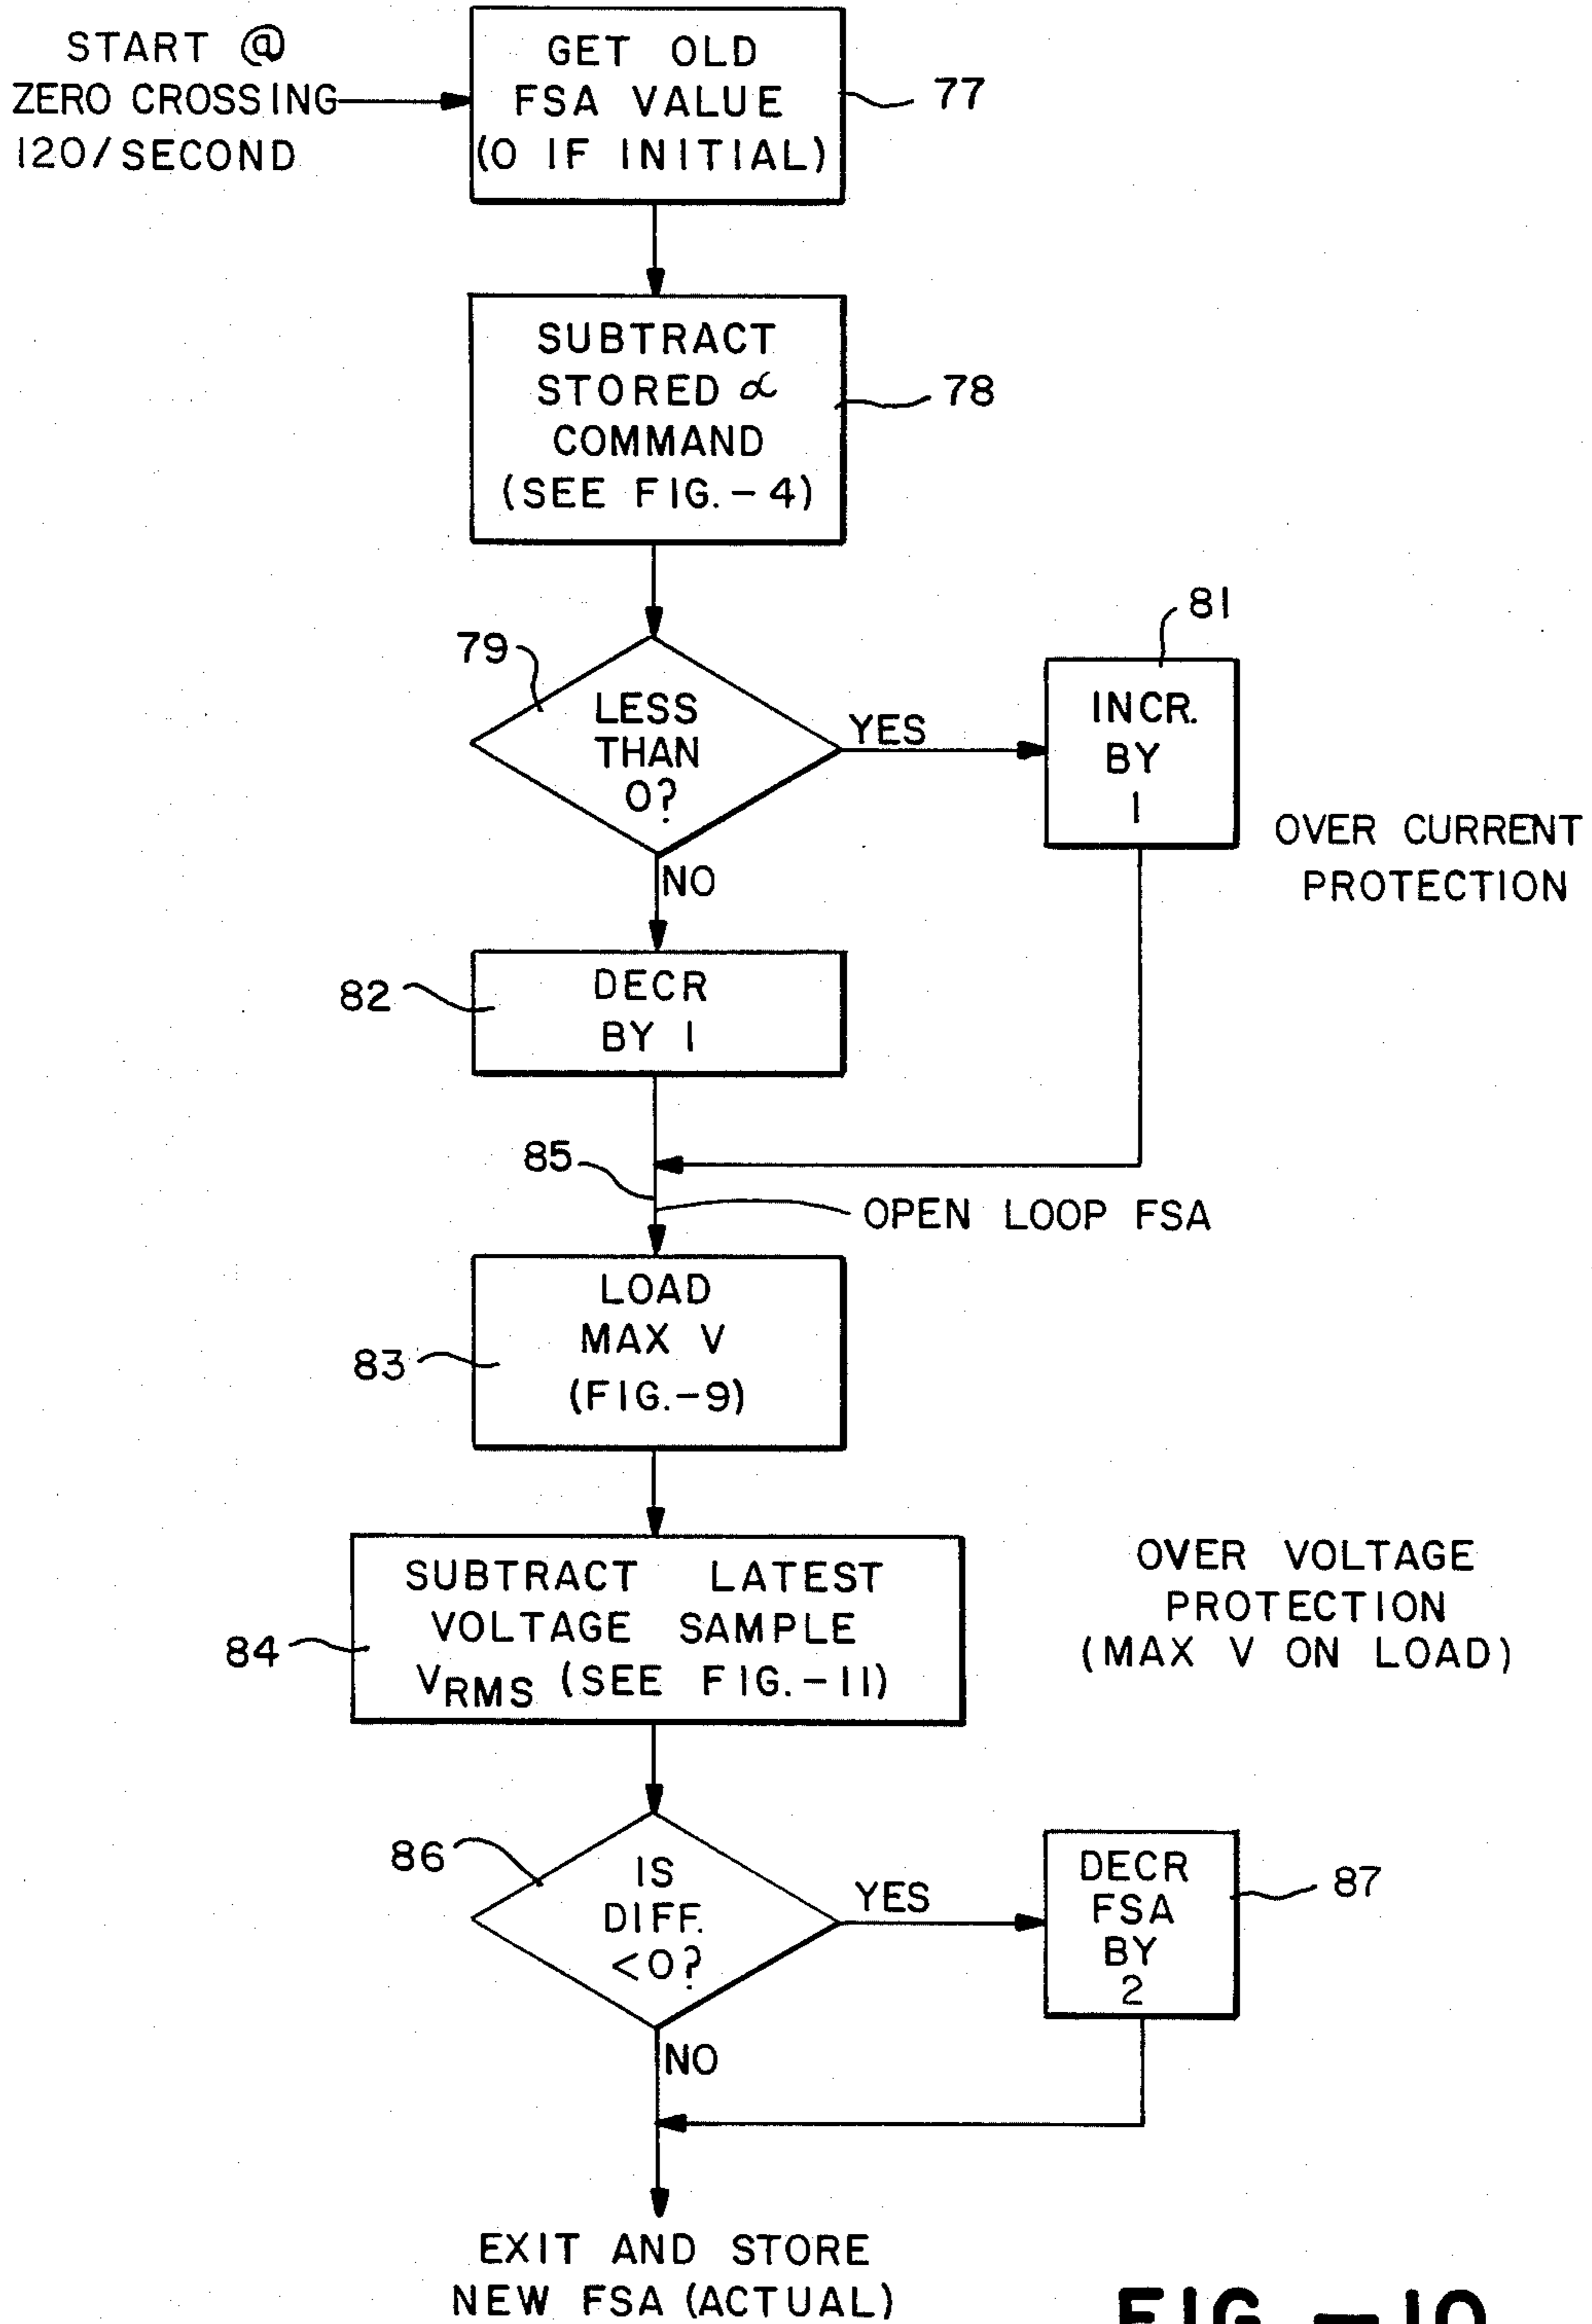 START @
ZERO CROSSING
120/SECOND
GET OLD
FSA VALUE
(0 IF INITIAL)
77
SUBTRACT
STORED ∝
COMMAND
(SEE FIG.-4)
78
79
LESS
THAN
0?
YES
81
INCR.
BY
1
OVER CURRENT
PROTECTION
NO
82
DECR
BY 1
85
OPEN LOOP FSA
LOAD
MAX V
(FIG.-9)
83
SUBTRACT LATEST
VOLTAGE SAMPLE
VRMS (SEE FIG.-11)
84
OVER VOLTAGE
PROTECTION
(MAX V ON LOAD)
86
IS
DIFF.
<0?
YES
DECR
FSA
BY
2
87
NO
EXIT AND STORE
NEW FSA (ACTUAL)
FIG.-10